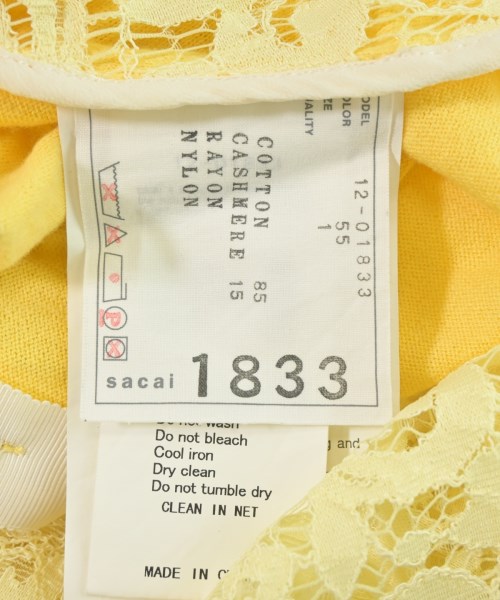 MODEL 12-01833
COLOR 55
SIZE 1
QUALITY
COTTON 85
CASHMERE 15
RAYON
NYLON
P
sacai 1833
Do not wash
Do not bleach
Cool iron
Dry clean
Do not tumble dry
CLEAN IN NET
and
MADE IN